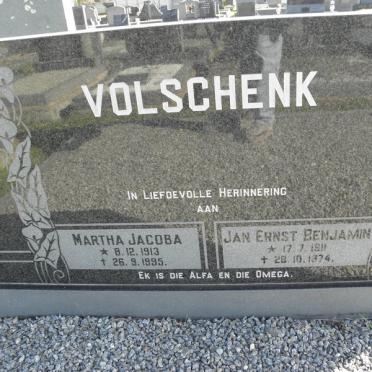 VOLSCHENK
IN LIEFDEVOLLE HERINNERING
AAN
MARTHA JACOBA
★ 8.12.1913
† 26.9.1995.
JAN ERNST BENJAMIN
★ 17.7.1911
† 28.10.1974.
EK IS DIE ALFA EN DIE OMEGA.